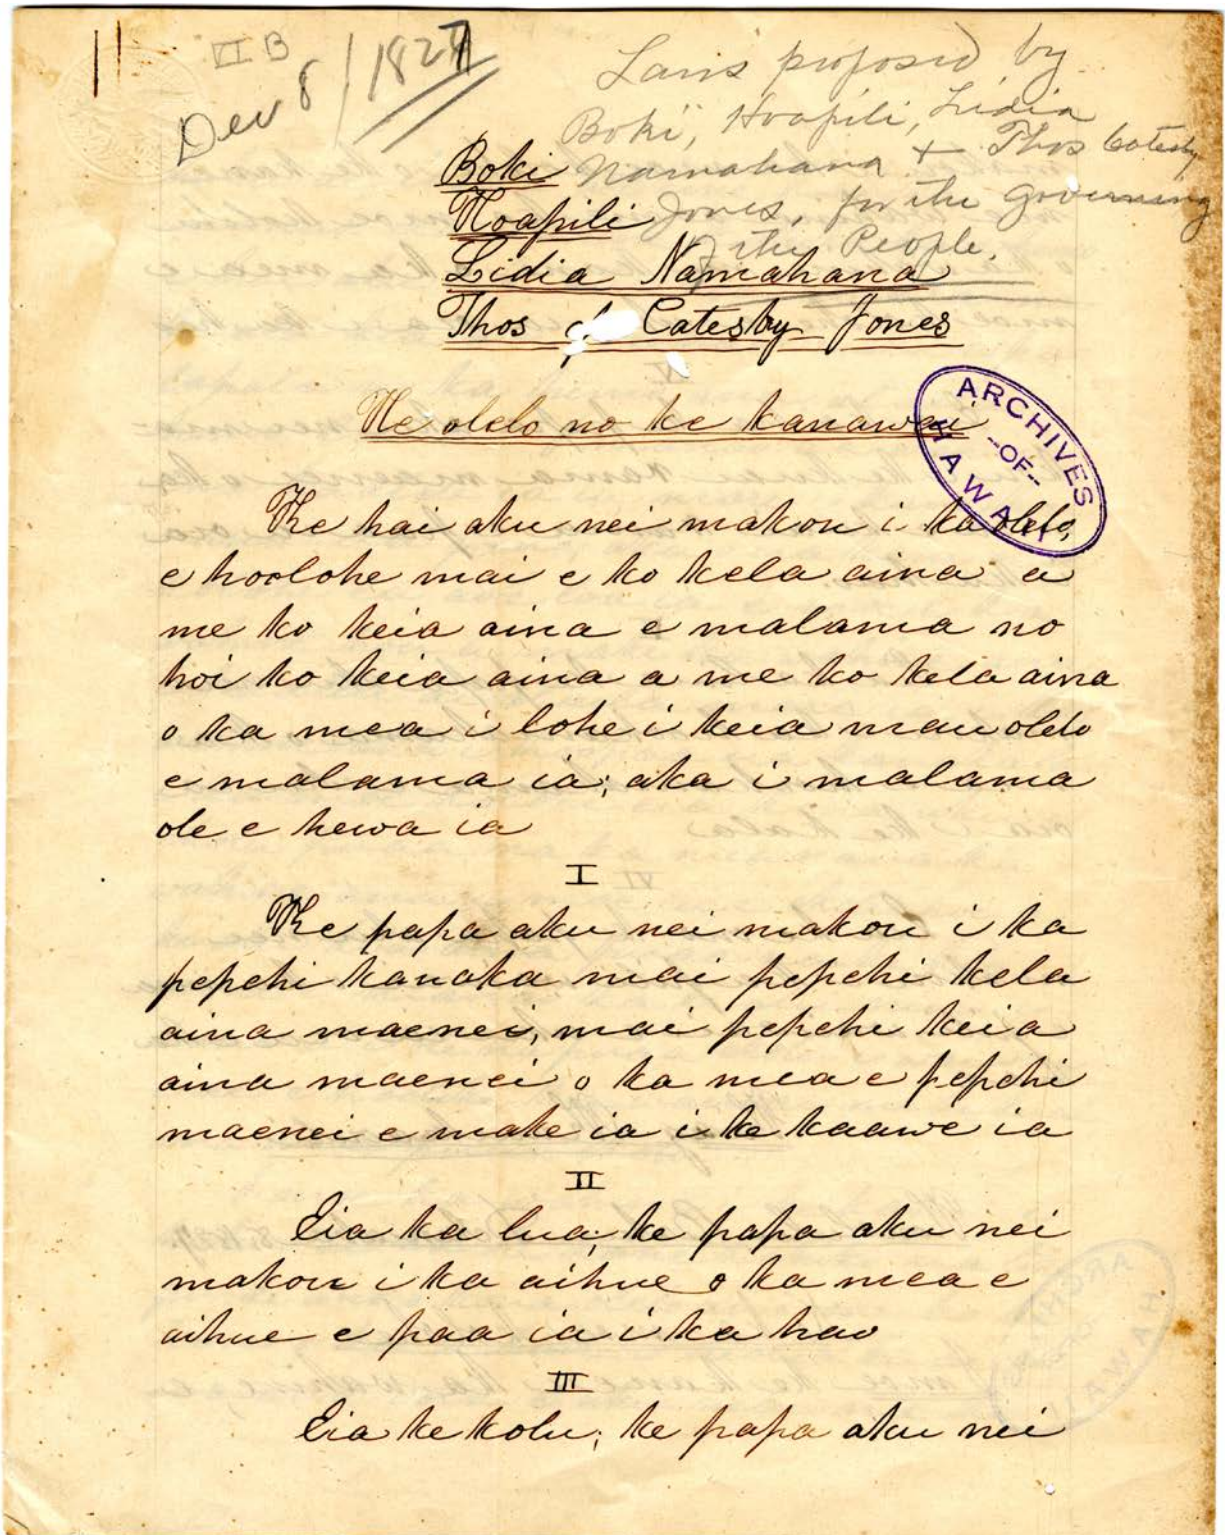 VI B
Dec 8/1827
Laws proposed by
Boki, Hoapili, Lidia
Namahana + Thos Catesby
Jones, for the governing
of the People.
Boki
Hoapili
Lidia Namahana
Thos Catesby Jones
He olelo no ke kanawai
ARCHIVES
--OF--
HAWAII
Ke hai aku nei makou i ka olelo,
e hoolohe mai e ko kela aina a
me ko keia aina e malama no
hoi ko keia aina a me ko kela aina
o ka mea i lohe i keia mau olelo
e malama ia; aka i malama
ole e hewa ia
I
Ke papa aku nei makou i ka
pepehi kanaka mai pepehi kela
aina maenei, mai pepehi keia
aina maenei o ka mea e pepehi
maenei e make ia i ke kaawe ia
II
Eia ka lua; ke papa aku nei
makou i ka aihue o ka mea e
aihue e paa ia i ka hao
III
Eia ke kolu; ke papa aku nei